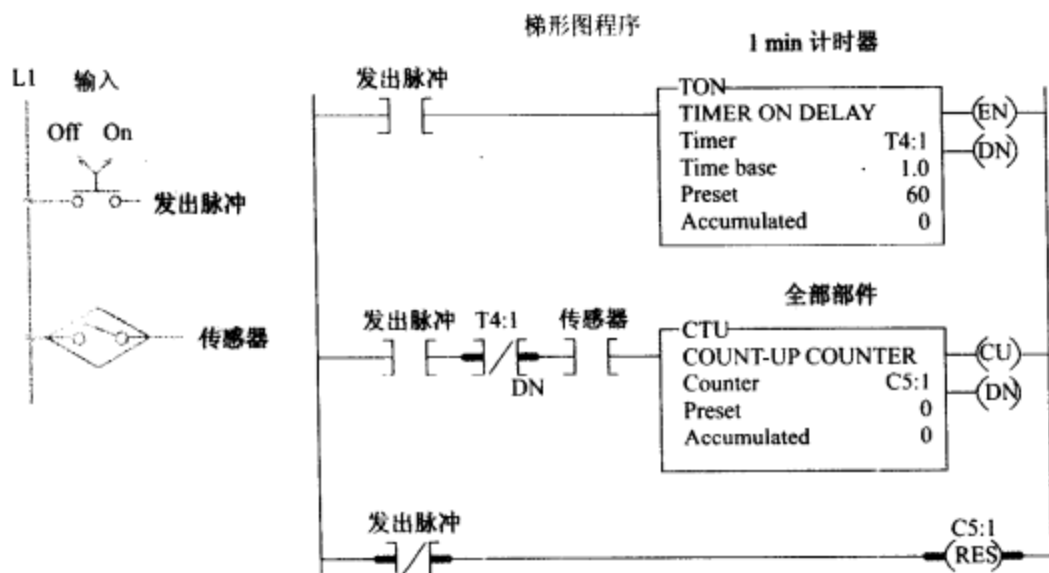 梯形图程序
1 min 计时器
L1 输入
Off On
发出脉冲
传感器
发出脉冲
TON
TIMER ON DELAY
Timer T4:1
Time base 1.0
Preset 60
Accumulated 0
EN
DN
全部部件
发出脉冲 T4:1 传感器
DN
CTU
COUNT-UP COUNTER
Counter C5:1
Preset 0
Accumulated 0
CU
DN
发出脉冲
C5:1
RES